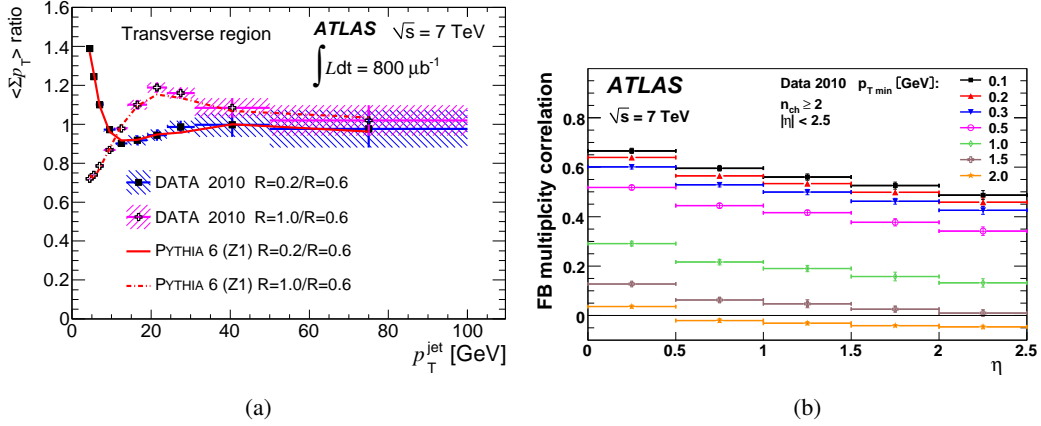 <Σp_T> ratio
1.6
1.4
1.2
1
0.8
0.6
0.4
0.2
0
Transverse region
ATLAS √s = 7 TeV
∫ Ldt = 800 μb⁻¹
DATA 2010 R=0.2/R=0.6
DATA 2010 R=1.0/R=0.6
PYTHIA 6 (Z1) R=0.2/R=0.6
PYTHIA 6 (Z1) R=1.0/R=0.6
0 20 40 60 80 100
p_T^jet [GeV]
(a)
FB multiplicity correlation
0.8
0.6
0.4
0.2
0
ATLAS
√s = 7 TeV
Data 2010 p_T min [GeV]:
n_ch ≥ 2
|η| < 2.5
0.1
0.2
0.3
0.5
1.0
1.5
2.0
0 0.5 1 1.5 2 2.5
η
(b)